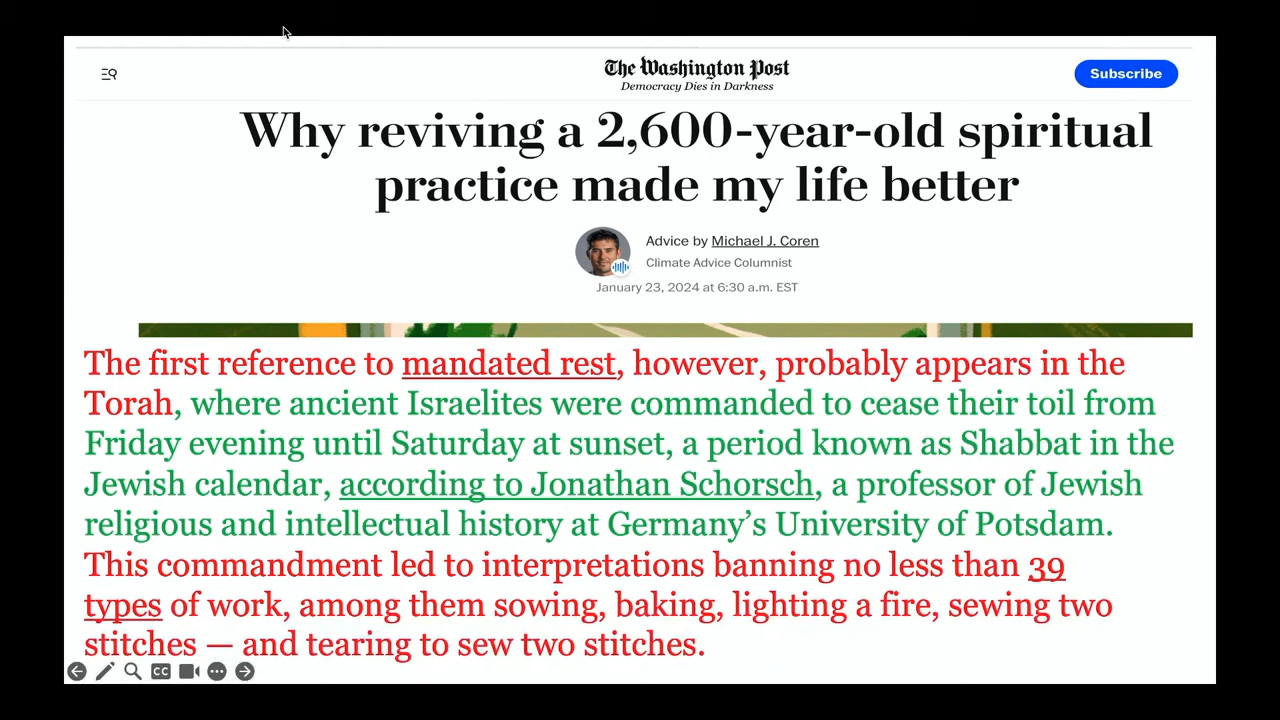 The Washington Post
Democracy Dies in Darkness
Subscribe
Why reviving a 2,600-year-old spiritual
practice made my life better
Advice by Michael J. Coren
Climate Advice Columnist
January 23, 2024 at 6:30 a.m. EST
The first reference to mandated rest, however, probably appears in the
Torah, where ancient Israelites were commanded to cease their toil from
Friday evening until Saturday at sunset, a period known as Shabbat in the
Jewish calendar, according to Jonathan Schorsch, a professor of Jewish
religious and intellectual history at Germany’s University of Potsdam.
This commandment led to interpretations banning no less than 39
types of work, among them sowing, baking, lighting a fire, sewing two
stitches — and tearing to sew two stitches.
CC